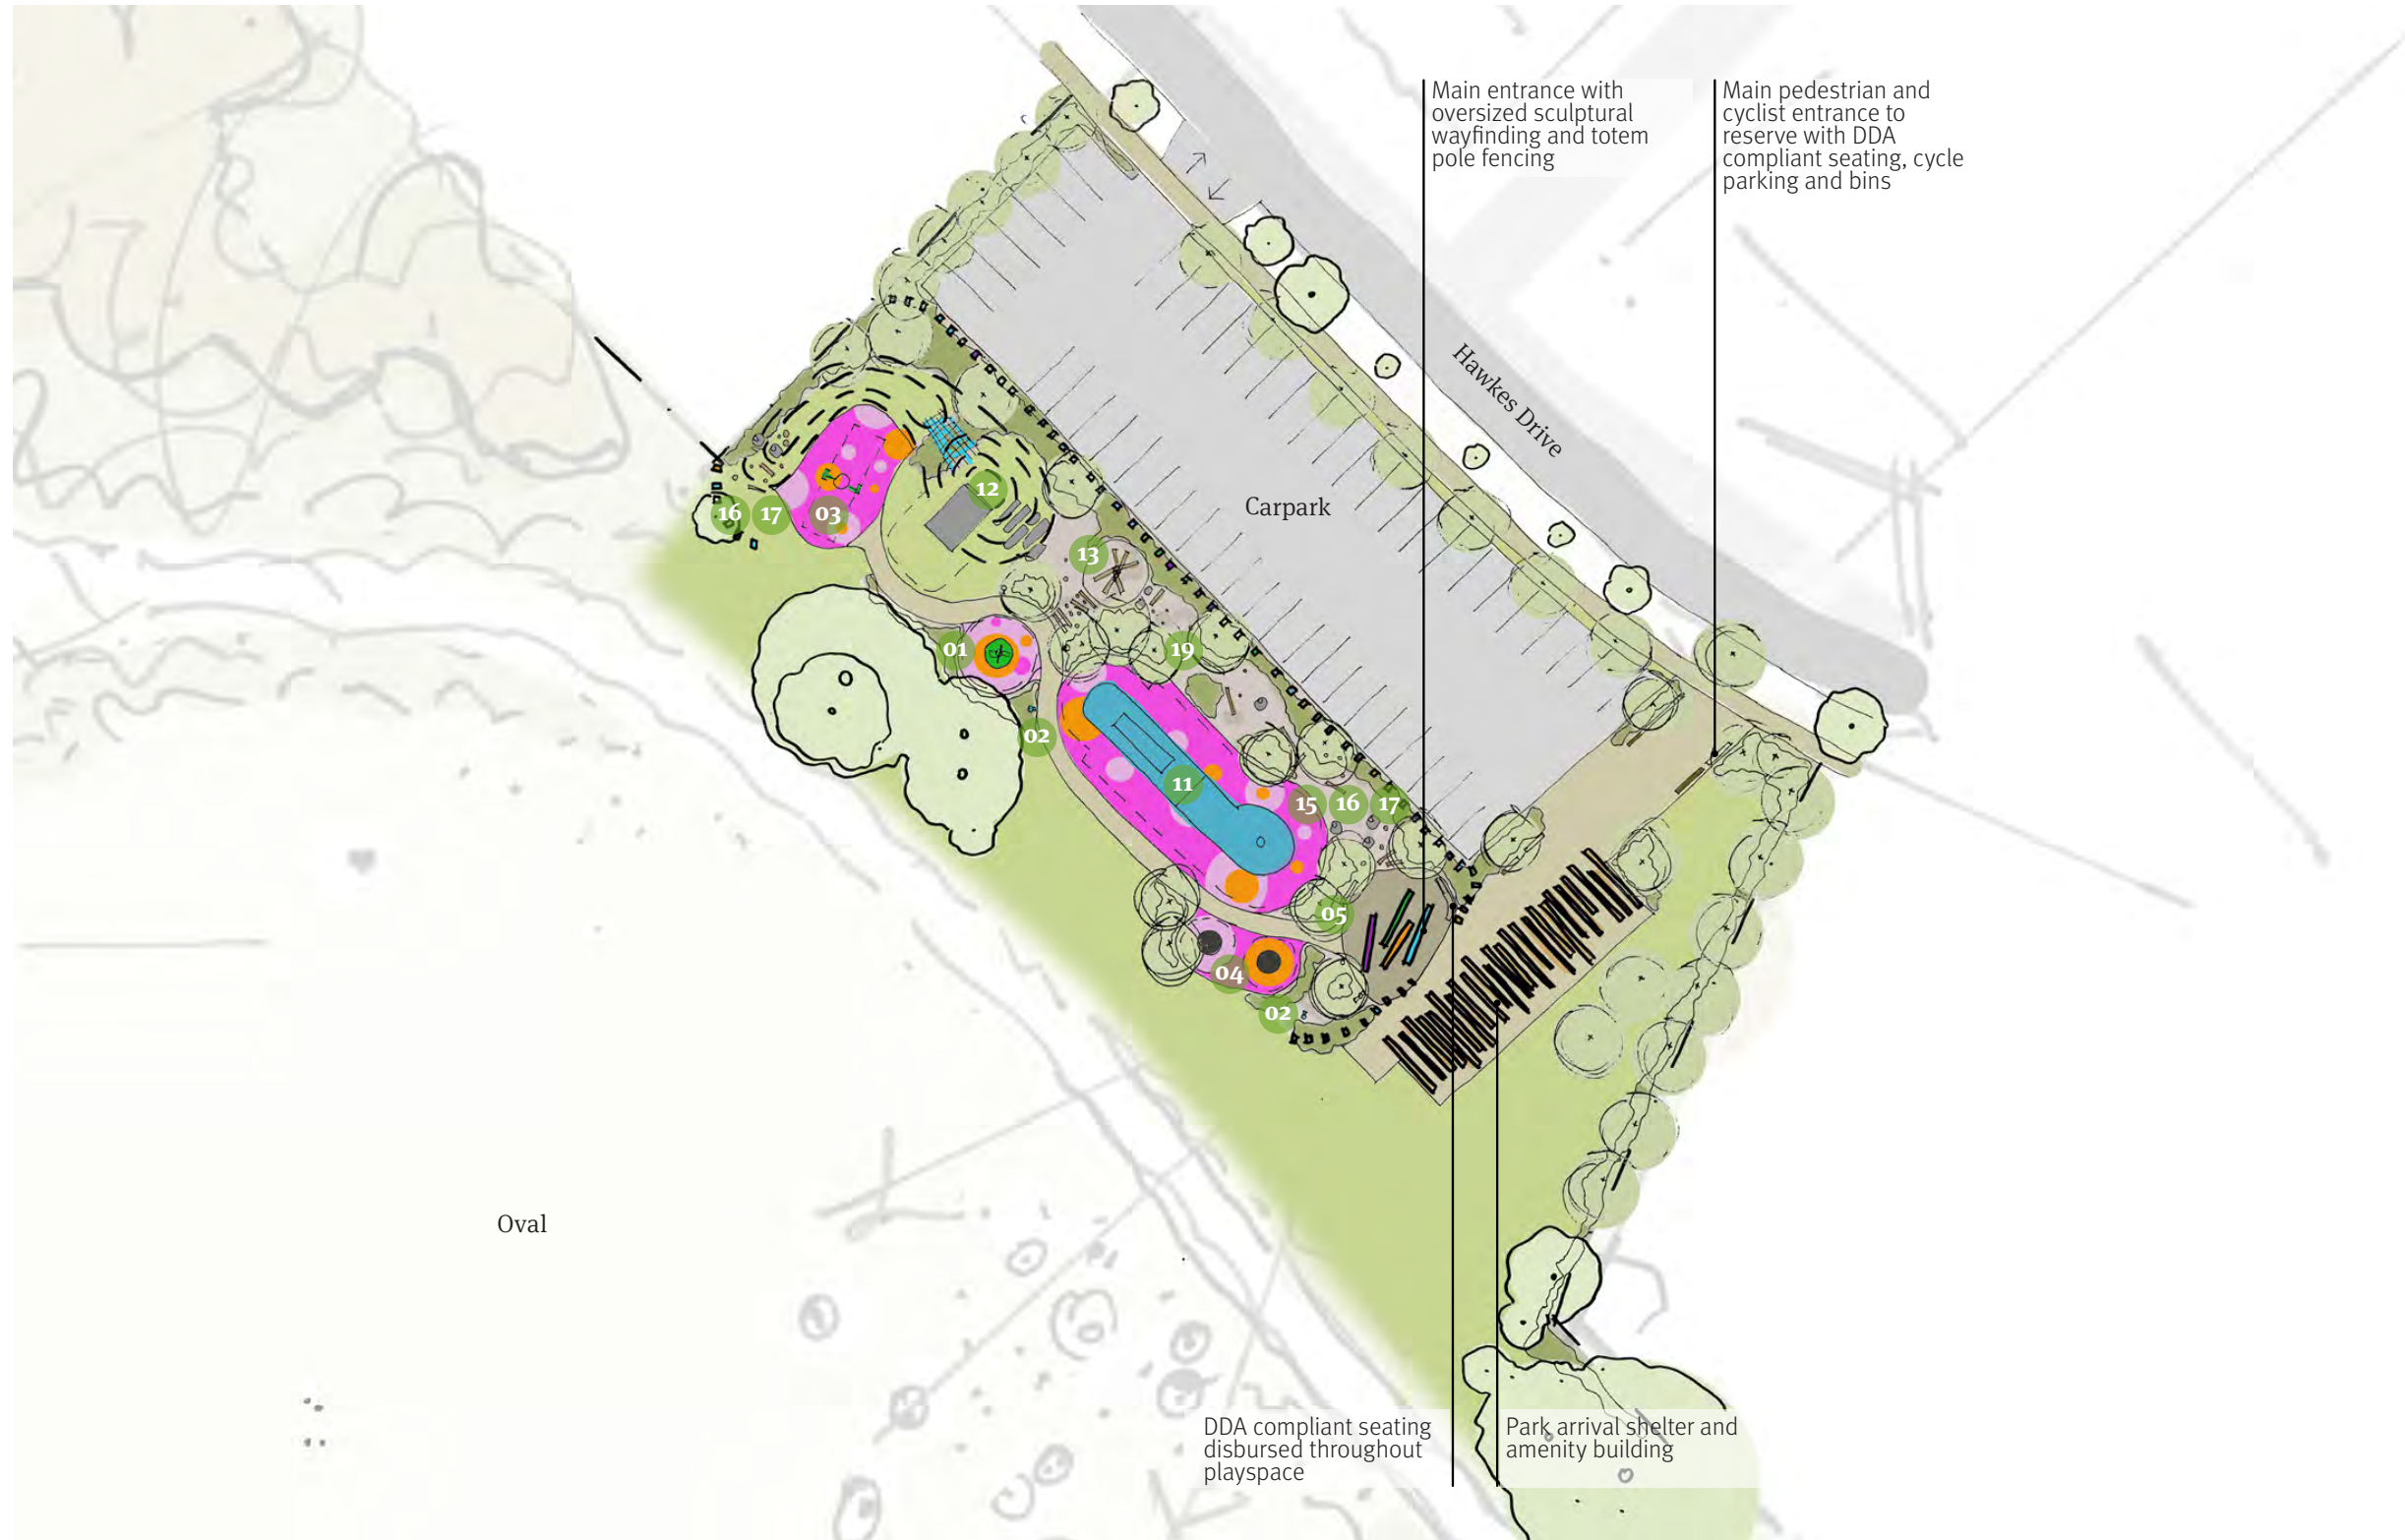 Main entrance with
oversized sculptural
wayfinding and totem
pole fencing
Main pedestrian and
cyclist entrance to
reserve with DDA
compliant seating, cycle
parking and bins
Hawkes Drive
Carpark
12
16
17
03
13
01
19
02
11
15
16
17
05
04
02
Oval
DDA compliant seating
disbursed throughout
playspace
Park arrival shelter and
amenity building